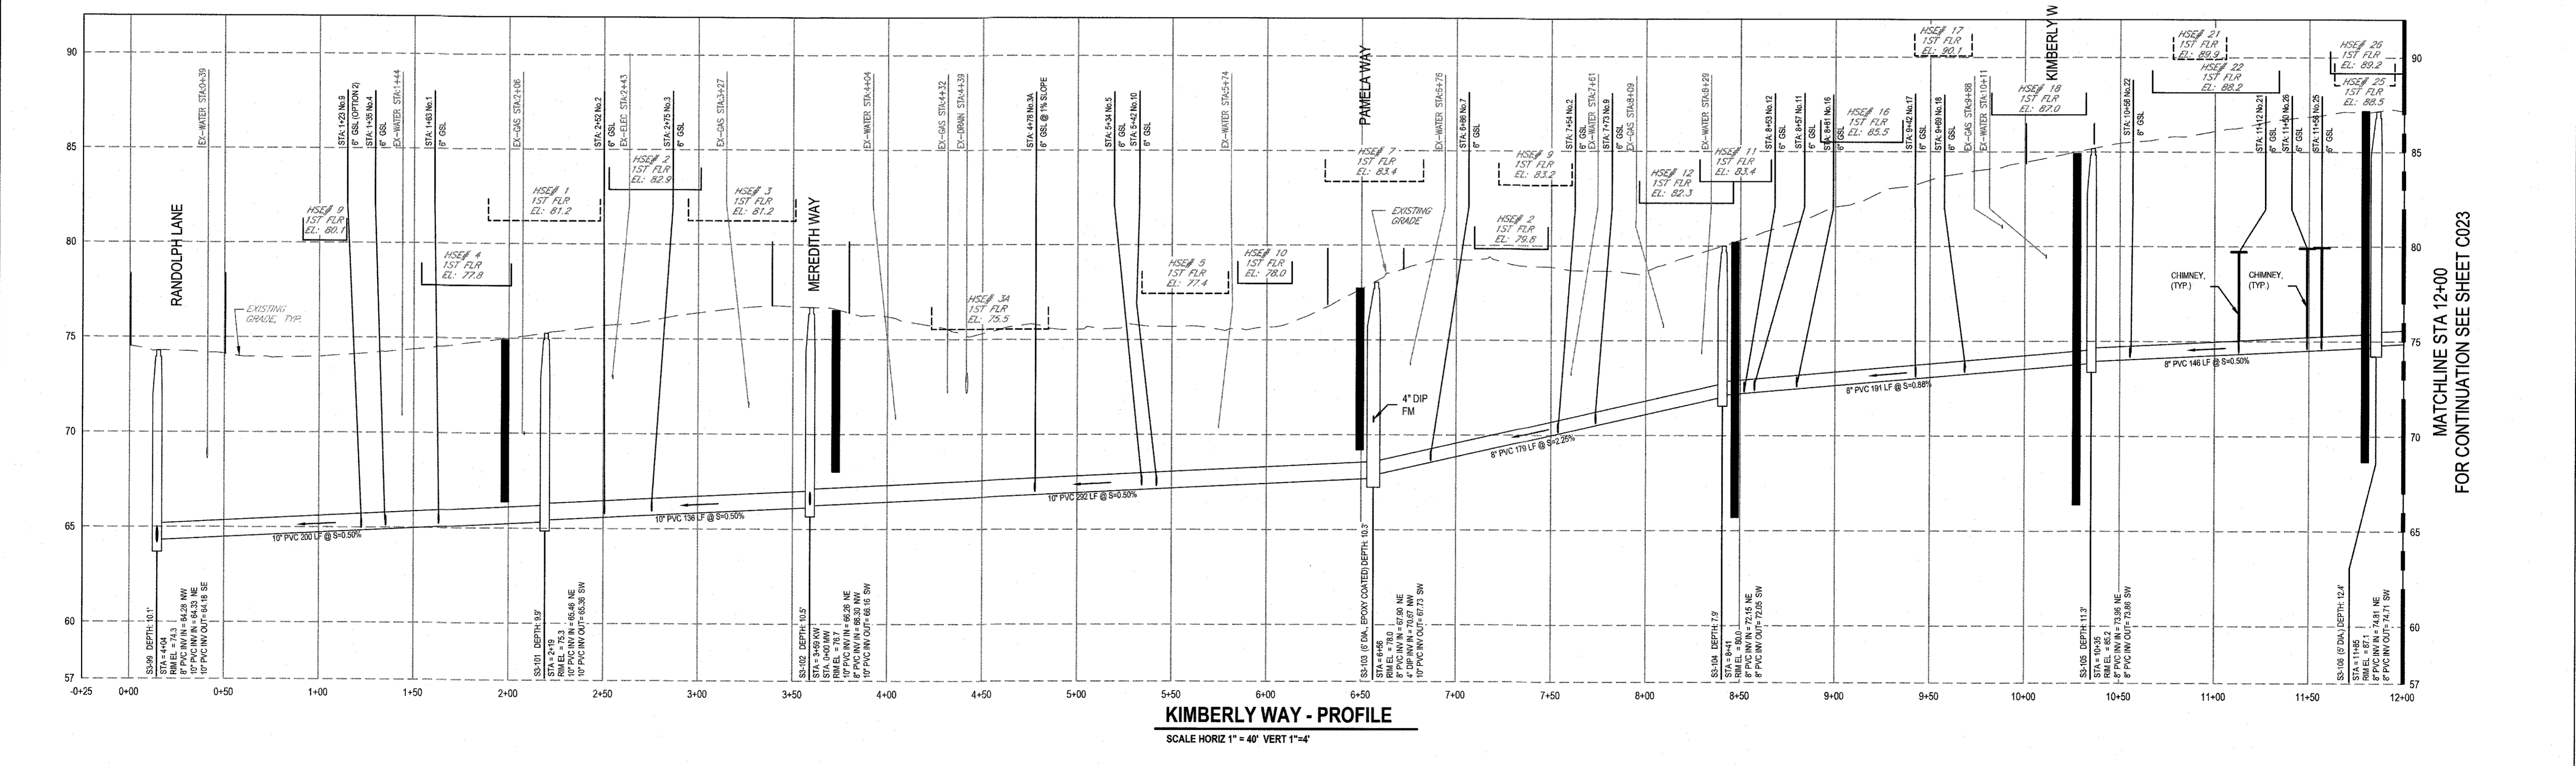 90
85
80
75
70
65
60
57
RANDOLPH LANE
EX-WATER STA:0+39
EXISTING
GRADE, TYP.
HSE# 9
1ST FLR
EL: 80.1
STA: 1+23 No.9
6" GSL (OPTION 2)
STA: 1+35 No.4
6" GSL
EX-WATER STA:1+44
STA: 1+63 No.1
6" GSL
HSE# 4
1ST FLR
EL: 77.8
EX-GAS STA:2+06
HSE# 1
1ST FLR
EL: 81.2
STA: 2+52 No.2
6" GSL
EX-ELEC STA:2+43
HSE# 2
1ST FLR
EL: 82.9
STA: 2+75 No.3
6" GSL
EX-GAS STA:3+27
HSE# 3
1ST FLR
EL: 81.2
MEREDITH WAY
EX-WATER STA:4+04
EX-GAS STA:4+32
EX-DRAIN STA:4+39
HSE# 3A
1ST FLR
EL: 75.5
STA: 4+78 No.3A
6" GSL @ 1% SLOPE
STA: 5+34 No.5
6" GSL
STA: 5+42 No.10
6" GSL
HSE# 5
1ST FLR
EL: 77.4
EX-WATER STA:5+74
HSE# 10
1ST FLR
EL: 78.0
PAMELA WAY
HSE# 7
1ST FLR
EL: 83.4
EXISTING
GRADE
4" DIP
FM
EX-WATER STA:6+76
STA: 6+86 No.7
6" GSL
HSE# 9
1ST FLR
EL: 83.2
HSE# 2
1ST FLR
EL: 79.8
STA: 7+54 No.2
6" GSL
EX-WATER STA:7+61
STA: 7+73 No.9
6" GSL
EX-GAS STA:8+09
HSE# 12
1ST FLR
EL: 82.3
EX-WATER STA:8+29
HSE# 11
1ST FLR
EL: 83.4
STA: 8+53 No.12
6" GSL
STA: 8+57 No.11
6" GSL
STA: 8+81 No.16
6" GSL
HSE# 16
1ST FLR
EL: 85.5
STA: 9+42 No.17
6" GSL
STA: 9+69 No.18
6" GSL
HSE# 17
1ST FLR
EL: 90.1
EX-GAS STA:9+88
EX-WATER STA:10+11
HSE# 18
1ST FLR
EL: 87.0
KIMBERLY W
STA: 10+56 No.22
6" GSL
HSE# 21
1ST FLR
EL: 89.9
HSE# 22
1ST FLR
EL: 88.2
STA: 11+12 No.21
6" GSL
STA: 11+50 No.26
6" GSL
STA: 11+58 No.25
6" GSL
HSE# 26
1ST FLR
EL: 89.2
HSE# 25
1ST FLR
EL: 88.5
CHIMNEY,
(TYP.)
CHIMNEY,
(TYP.)
10" PVC 200 LF @ S=0.50%
10" PVC 136 LF @ S=0.50%
10" PVC 292 LF @ S=0.50%
8" PVC 179 LF @ S=2.25%
8" PVC 191 LF @ S=0.88%
8" PVC 146 LF @ S=0.50%
S3-99 DEPTH: 10.1'
STA = 4+04
RIM EL = 74.3
8" PVC INV IN = 64.28 NW
10" PVC INV IN = 64.33 NE
10" PVC INV OUT= 64.18 SE
S3-101 DEPTH: 9.9'
STA = 2+19
RIM EL = 75.3
10" PVC INV IN = 65.46 NE
10" PVC INV OUT= 65.36 SW
S3-102 DEPTH: 10.5'
STA = 3+59 KW
STA 0+00 MW
RIM EL = 76.7
10" PVC INV IN = 66.26 NE
8" PVC INV IN = 66.30 NW
10" PVC INV OUT= 66.16 SW
S3-103 (6' DIA., EPOXY COATED) DEPTH: 10.3'
STA = 6+56
RIM EL = 78.0
8" PVC INV IN = 67.90 NE
4" DIP INV IN = 70.67 NW
10" PVC INV OUT= 67.73 SW
S3-104 DEPTH: 7.9'
STA = 8+41
RIM EL = 80.0
8" PVC INV IN = 72.15 NE
8" PVC INV OUT= 72.05 SW
S3-105 DEPTH: 11.3'
STA = 10+35
RIM EL = 85.2
8" PVC INV IN = 73.96 NE
8" PVC INV OUT= 73.86 SW
S3-106 (5' DIA.) DEPTH: 12.4'
STA = 11+85
RIM EL = 87.1
8" PVC INV IN = 74.81 NE
8" PVC INV OUT= 74.71 SW
90
85
80
75
70
65
60
57
MATCHLINE STA 12+00
FOR CONTINUATION SEE SHEET C023
-0+25 0+00 0+50 1+00 1+50 2+00 2+50 3+00 3+50 4+00 4+50 5+00 5+50 6+00 6+50 7+00 7+50 8+00 8+50 9+00 9+50 10+00 10+50 11+00 11+50 12+00
KIMBERLY WAY - PROFILE
SCALE HORIZ 1" = 40' VERT 1"=4'